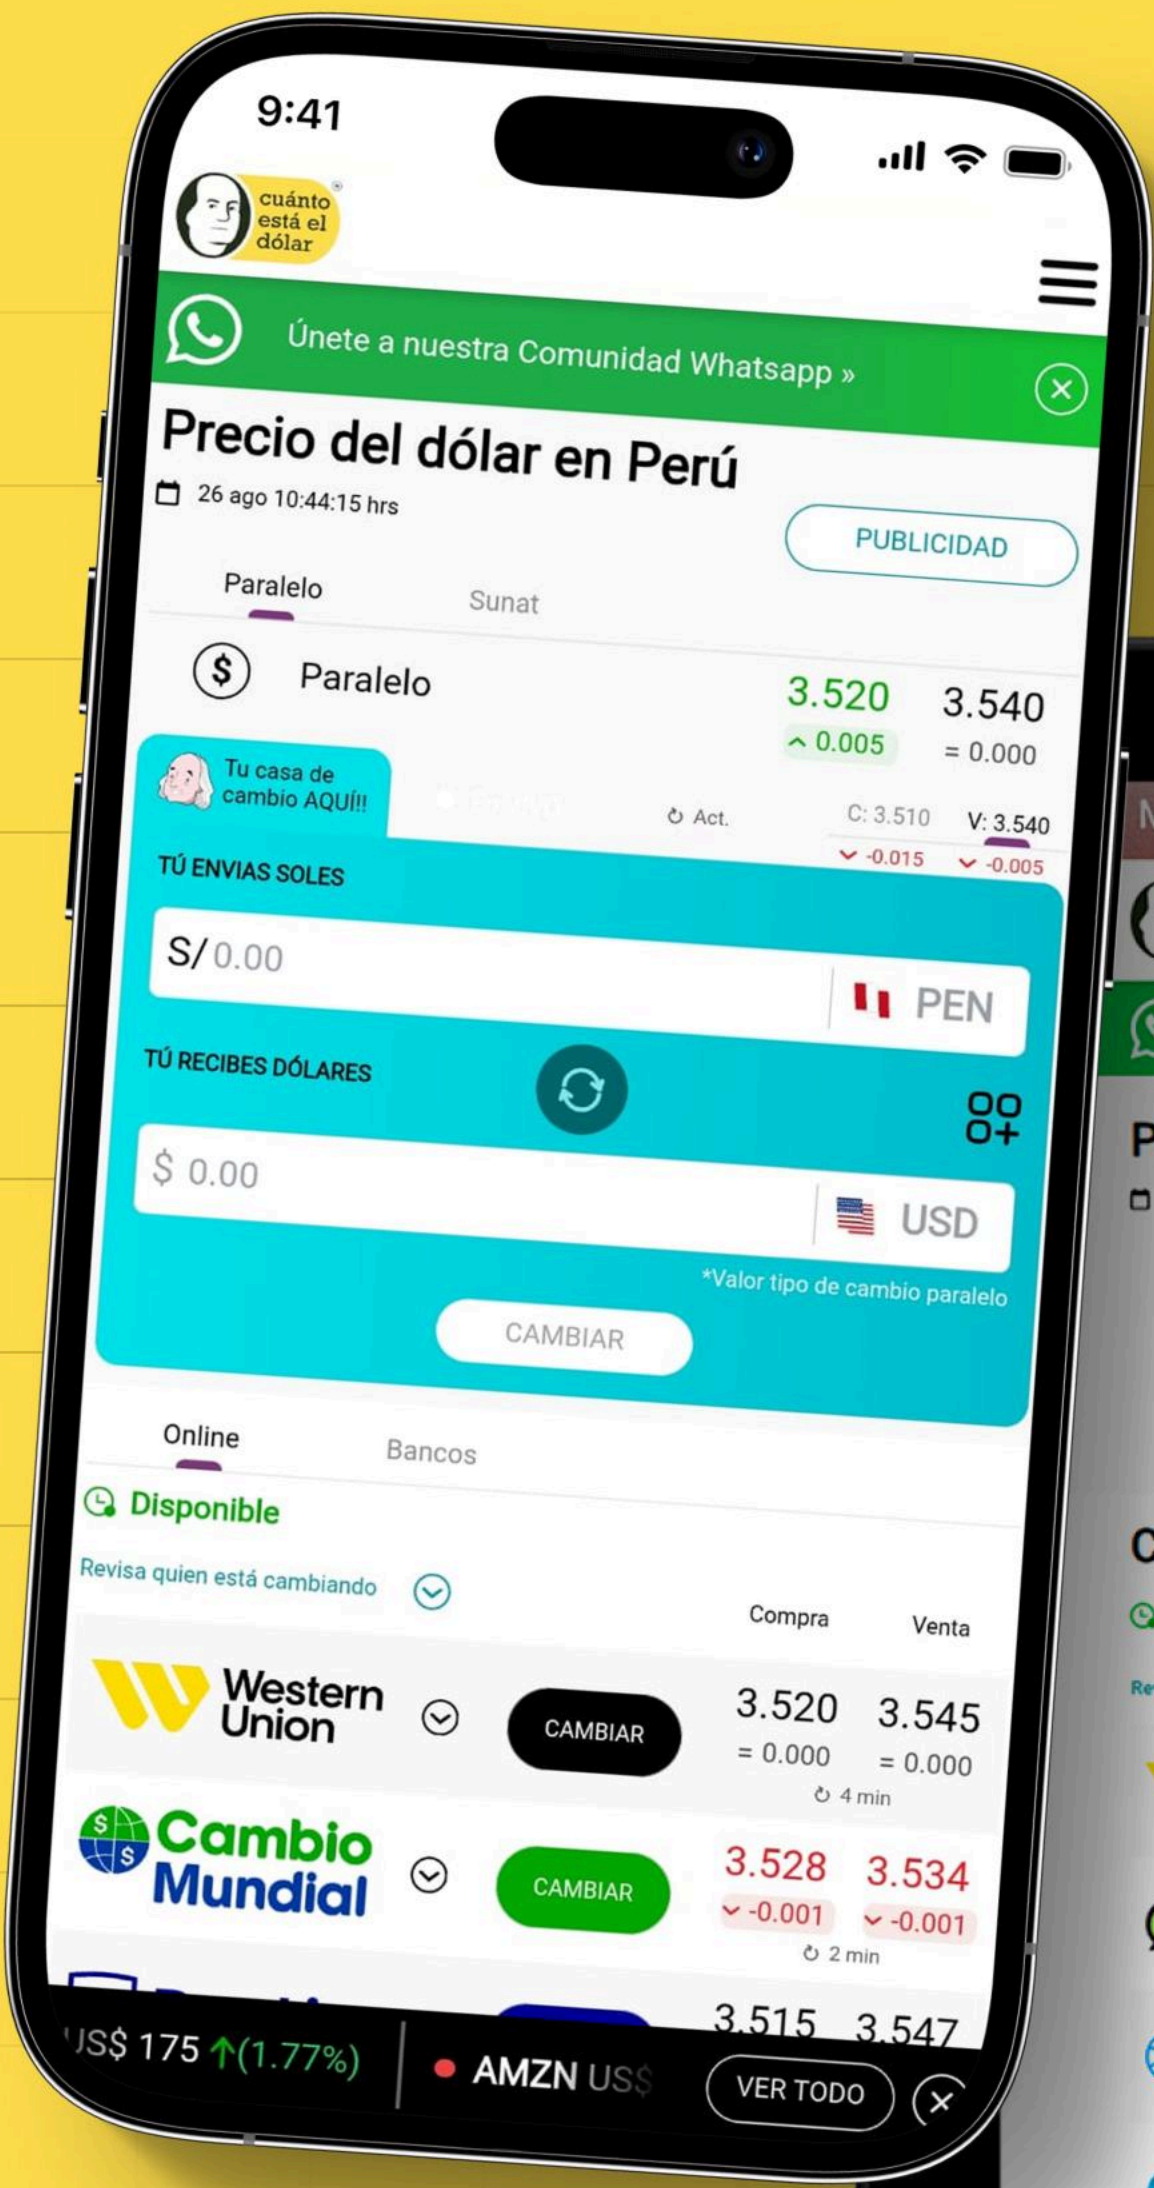 9:41
cuánto
está el
dólar
Únete a nuestra Comunidad Whatsapp »
Precio del dólar en Perú
26 ago 10:44:15 hrs
PUBLICIDAD
Paralelo Sunat
$ Paralelo 3.520 3.540
0.005 = 0.000
Tu casa de
cambio AQUÍ!!
Act. C: 3.510 V: 3.540
-0.015 -0.005
TÚ ENVIAS SOLES
S/ 0.00 PEN
TÚ RECIBES DÓLARES
$ 0.00 USD
*Valor tipo de cambio paralelo
CAMBIAR
Online Bancos
Disponible
Revisa quien está cambiando
Compra Venta
Western
Union
CAMBIAR 3.520 3.545
= 0.000 = 0.000
4 min
Cambio
Mundial
CAMBIAR 3.528 3.534
-0.001 -0.001
2 min
3.515 3.547
US$ 175 ↑(1.77%) AMZN US$ VER TODO